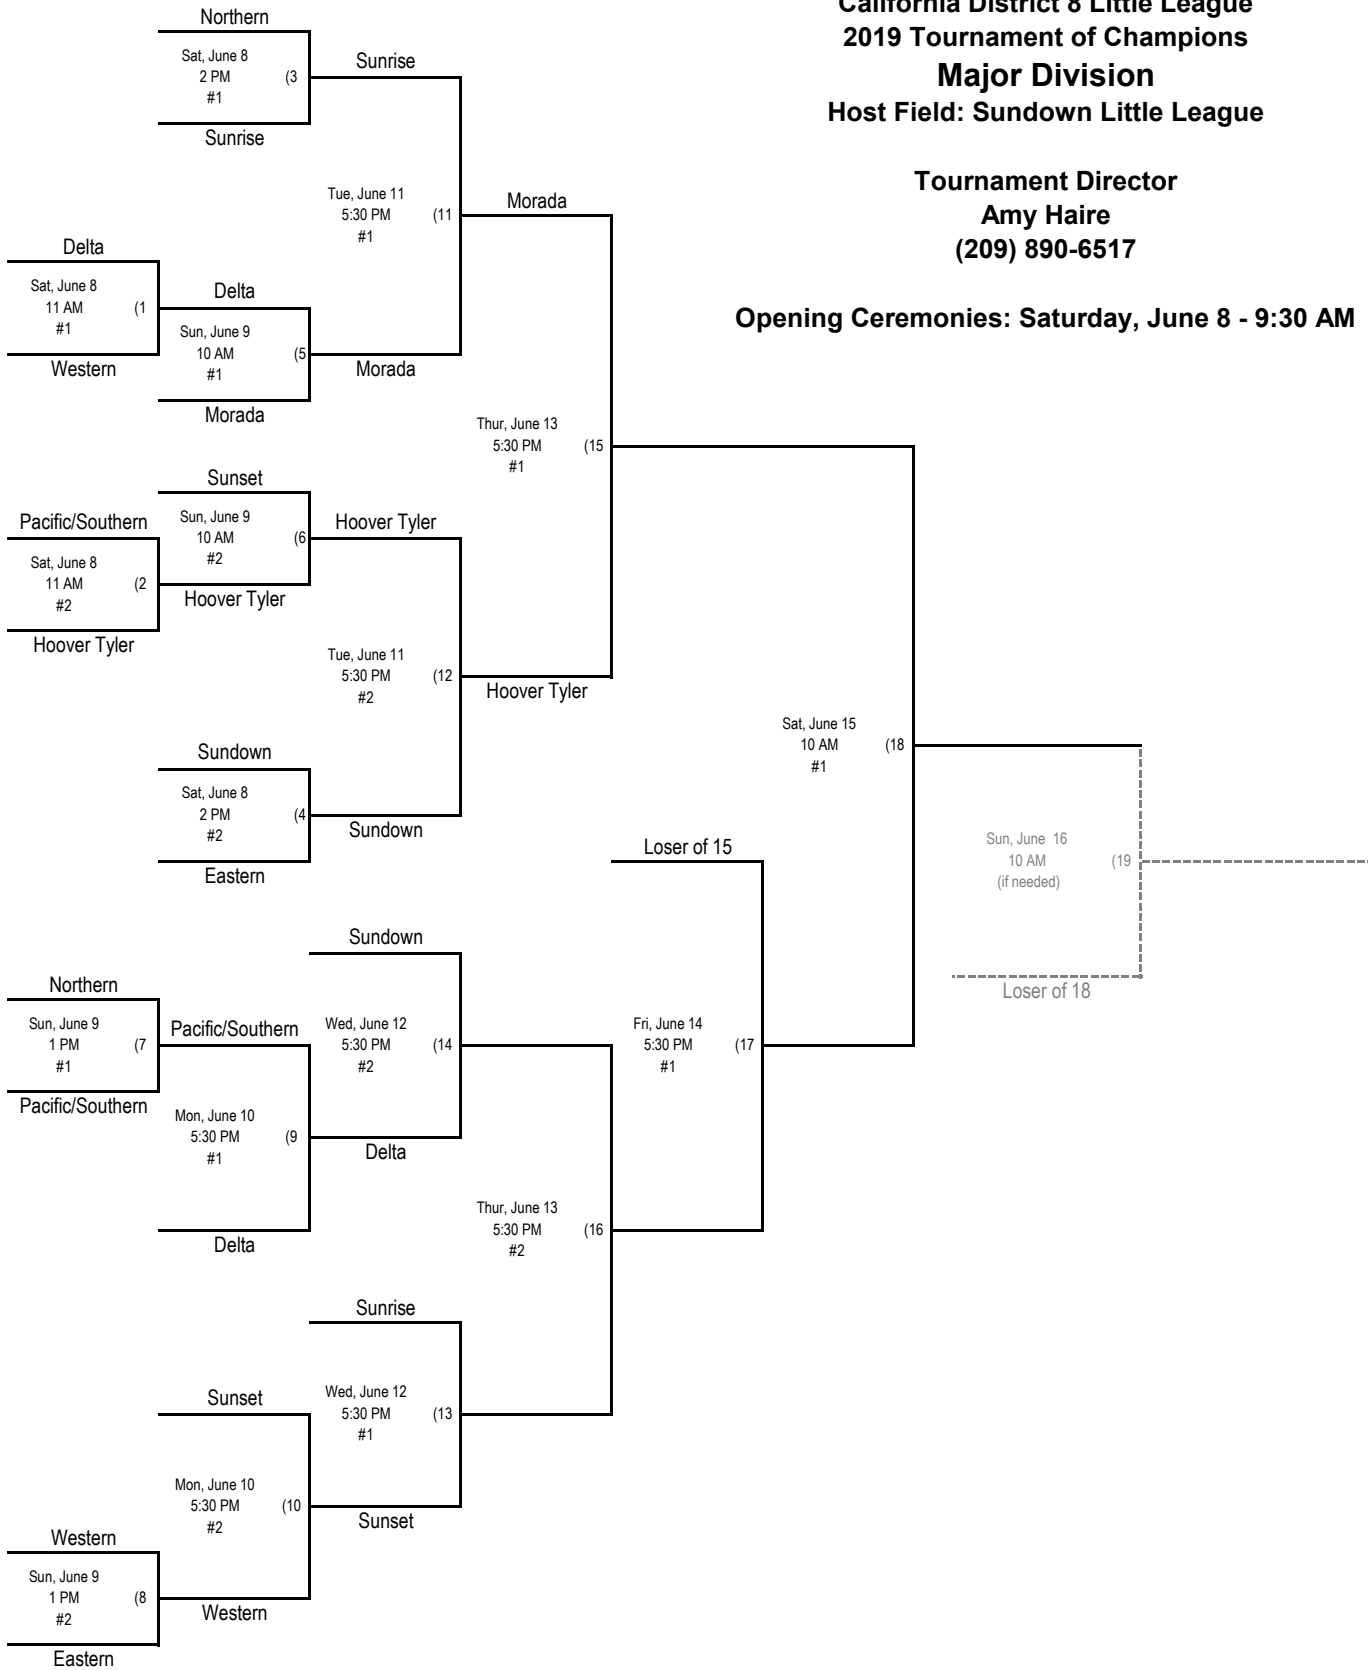 California District 8 Little League
2019 Tournament of Champions
Major Division
Host Field: Sundown Little League
Tournament Director
Amy Haire
(209) 890-6517
Opening Ceremonies: Saturday, June 8 - 9:30 AM
Northern
Sat, June 8
2 PM (3
#1
Sunrise
Sunrise
Tue, June 11
5:30 PM (11
#1
Morada
Delta
Sat, June 8
11 AM (1
#1
Western
Delta
Sun, June 9
10 AM (5
#1
Morada
Morada
Thur, June 13
5:30 PM (15
#1
Sunset
Pacific/Southern
Sun, June 9
10 AM (6
#2
Hoover Tyler
Sat, June 8
11 AM (2
#2
Hoover Tyler
Hoover Tyler
Tue, June 11
5:30 PM (12
#2
Hoover Tyler
Sundown
Sat, June 8
2 PM (4
#2
Sundown
Eastern
Sat, June 15
10 AM (18
#1
Loser of 15
Sun, June 16
10 AM (19
(if needed)
Loser of 18
Sundown
Northern
Sun, June 9
1 PM (7
#1
Pacific/Southern
Pacific/Southern
Wed, June 12
5:30 PM (14
#2
Fri, June 14
5:30 PM (17
#1
Mon, June 10
5:30 PM (9
#1
Delta
Delta
Thur, June 13
5:30 PM (16
#2
Sunrise
Sunset
Wed, June 12
5:30 PM (13
#1
Mon, June 10
5:30 PM (10
#2
Sunset
Western
Sun, June 9
1 PM (8
#2
Western
Eastern